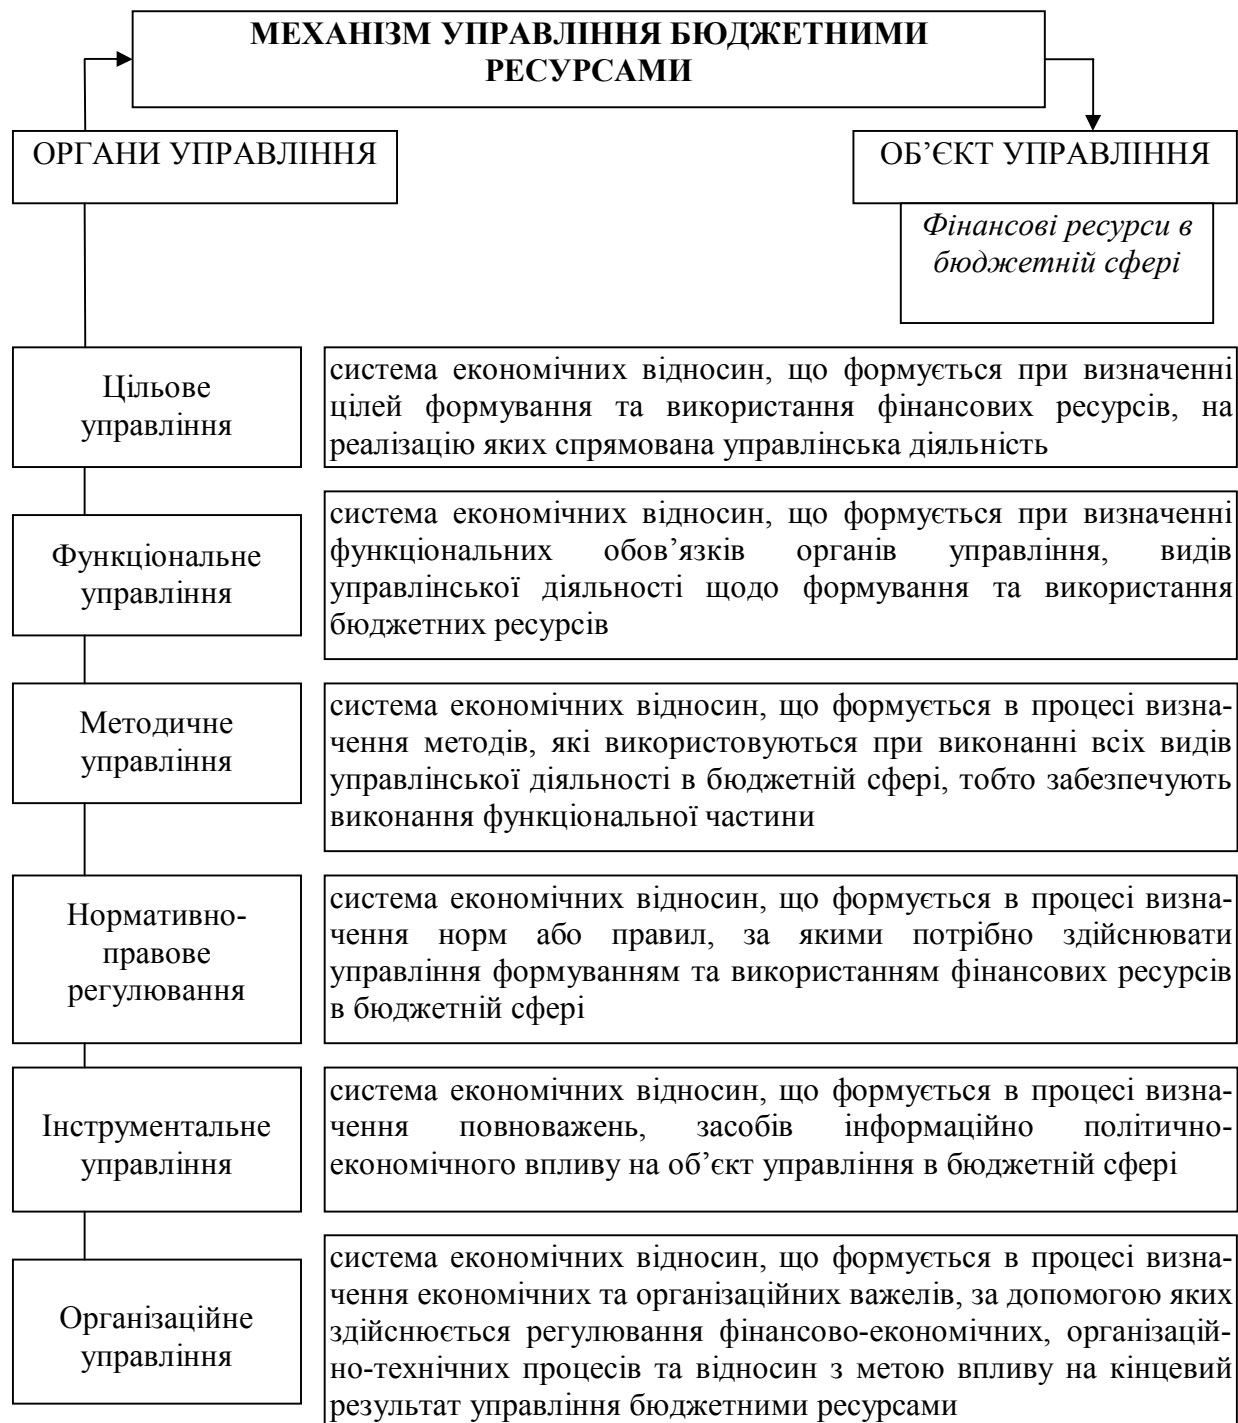 МЕХАНІЗМ УПРАВЛІННЯ БЮДЖЕТНИМИ
РЕСУРСАМИ
ОРГАНИ УПРАВЛІННЯ
ОБ’ЄКТ УПРАВЛІННЯ
Фінансові ресурси в
бюджетній сфері
Цільове
управління
система економічних відносин, що формується при визначенні
цілей формування та використання фінансових ресурсів, на
реалізацію яких спрямована управлінська діяльність
Функціональне
управління
система економічних відносин, що формується при визначенні
функціональних обов’язків органів управління, видів
управлінської діяльності щодо формування та використання
бюджетних ресурсів
Методичне
управління
система економічних відносин, що формується в процесі визна-
чення методів, які використовуються при виконанні всіх видів
управлінської діяльності в бюджетній сфері, тобто забезпечують
виконання функціональної частини
Нормативно-
правове
регулювання
система економічних відносин, що формується в процесі визна-
чення норм або правил, за якими потрібно здійснювати
управління формуванням та використанням фінансових ресурсів
в бюджетній сфері
Інструментальне
управління
система економічних відносин, що формується в процесі визна-
чення повноважень, засобів інформаційно політично-
економічного впливу на об’єкт управління в бюджетній сфері
Організаційне
управління
система економічних відносин, що формується в процесі визна-
чення економічних та організаційних важелів, за допомогою яких
здійснюється регулювання фінансово-економічних, організацій-
но-технічних процесів та відносин з метою впливу на кінцевий
результат управління бюджетними ресурсами